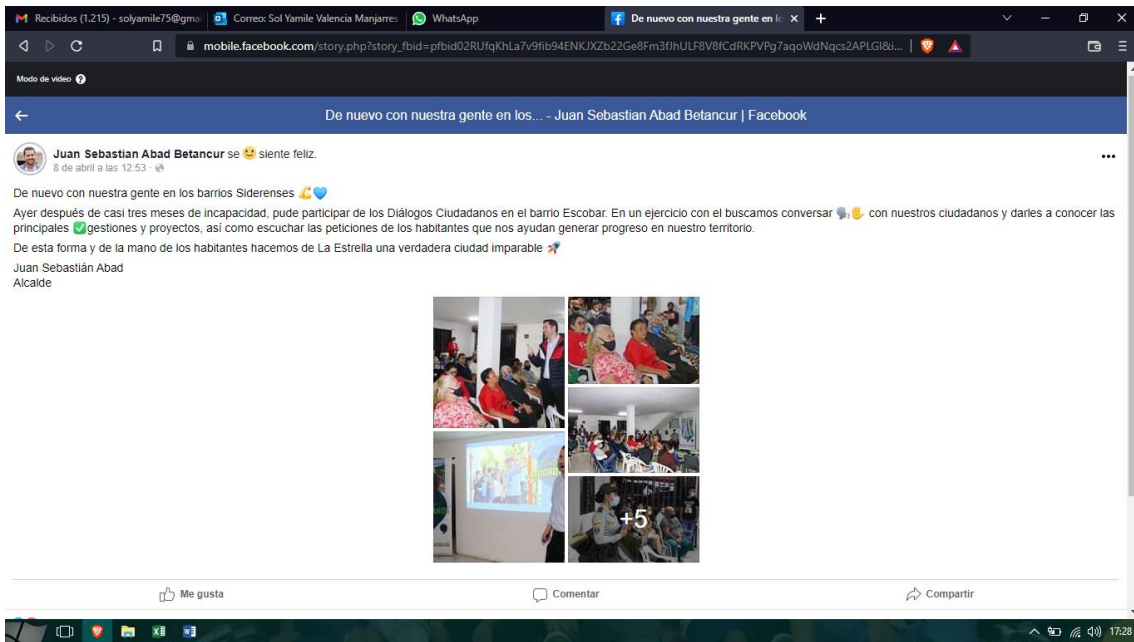 Recibidos (1.215) - solyamile75@gmai
Correo: Sol Yamile Valencia Manjarres
WhatsApp
De nuevo con nuestra gente en lo
mobile.facebook.com/story.php?story_fbid=pfbid02RUfqKhLa7v9fib94ENKJXZb22Ge8Fm3fJhULF8V8fCdRKPVPg7aqoWdNqcs2APLGl&i...
Modo de video
De nuevo con nuestra gente en los... - Juan Sebastian Abad Betancur | Facebook
Juan Sebastian Abad Betancur se 😉 siente feliz.
8 de abril a las 12:53 ·
De nuevo con nuestra gente en los barrios Siderenses 💪💙
Ayer después de casi tres meses de incapacidad, pude participar de los Diálogos Ciudadanos en el barrio Escobar. En un ejercicio con el buscamos conversar 🗣️✋ con nuestros ciudadanos y darles a conocer las
principales ✅gestiones y proyectos, así como escuchar las peticiones de los habitantes que nos ayudan generar progreso en nuestro territorio.
De esta forma y de la mano de los habitantes hacemos de La Estrella una verdadera ciudad imparable 🚀
Juan Sebastián Abad
Alcalde
+5
Me gusta
Comentar
Compartir
17:28